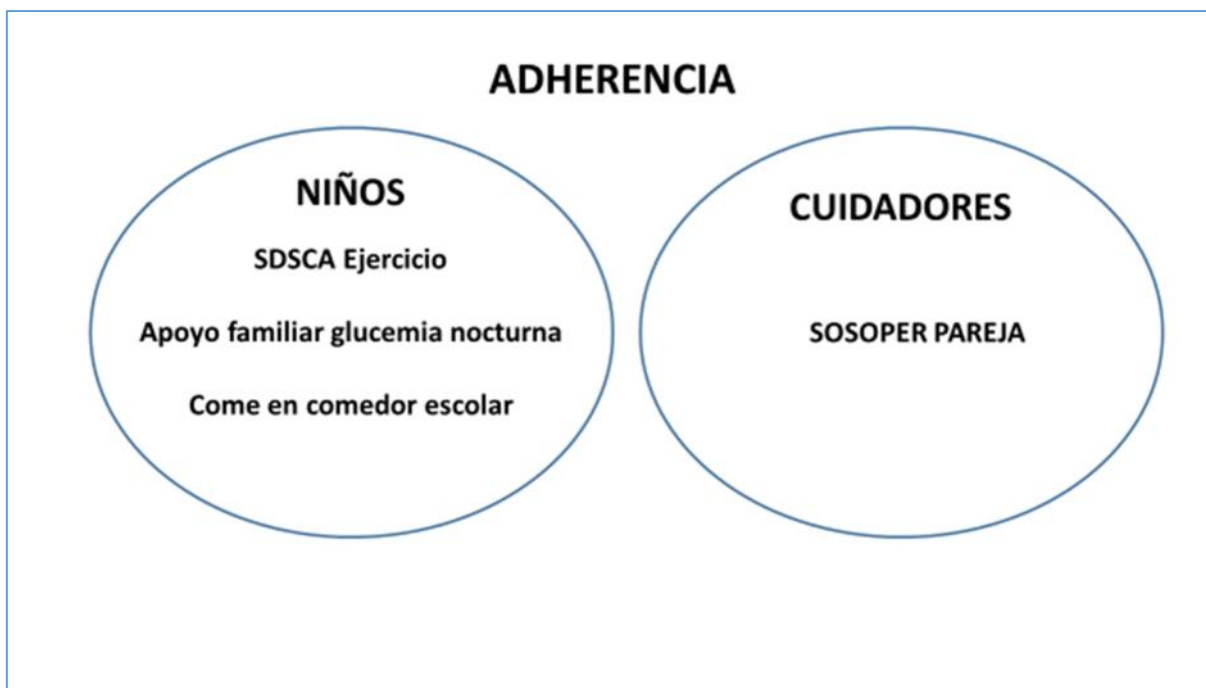 ADHERENCIA
NIÑOS
SDSCA Ejercicio
Apoyo familiar glucemia nocturna
Come en comedor escolar
CUIDADORES
SOSOPER PAREJA